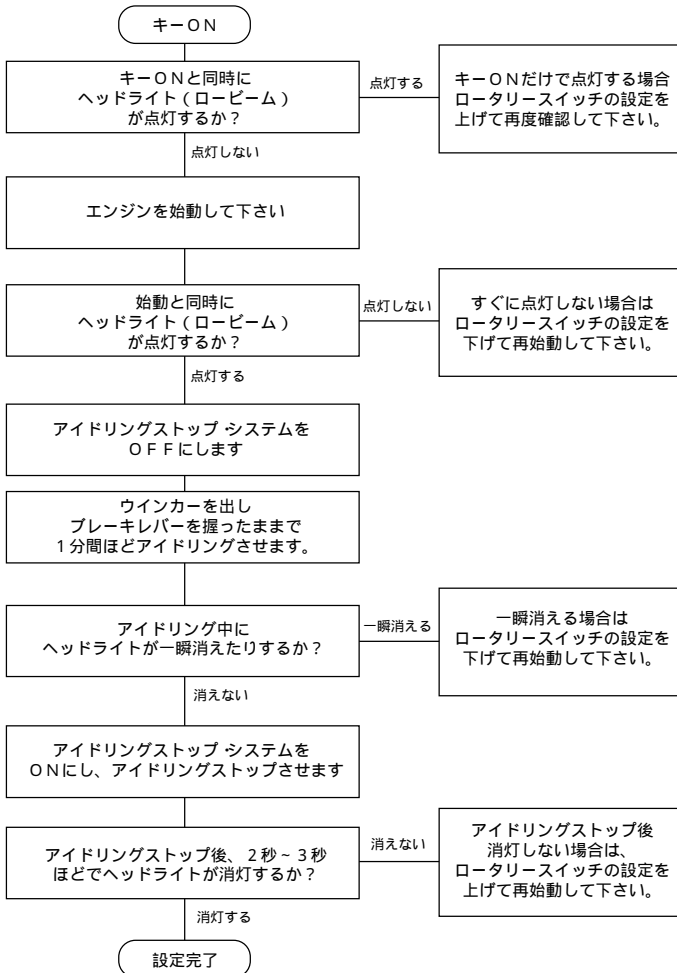 キーON
キーONと同時に
ヘッドライト(ロービーム)
が点灯するか?
点灯する
キーONだけで点灯する場合
ロータリースイッチの設定を
上げて再度確認して下さい。
点灯しない
エンジンを始動して下さい
始動と同時に
ヘッドライト(ロービーム)
が点灯するか?
点灯しない
すぐに点灯しない場合は
ロータリースイッチの設定を
下げて再始動して下さい。
点灯する
アイドリングストップ・システムを
OFFにします
ウインカーを出し
ブレーキレバーを握ったままで
1分間ほどアイドリングさせます。
アイドリング中に
ヘッドライトが一瞬消えたりするか?
一瞬消える
一瞬消える場合は
ロータリースイッチの設定を
下げて再始動して下さい。
消えない
アイドリングストップ・システムを
ONにし、アイドリングストップさせます
アイドリングストップ後、2秒~3秒
ほどでヘッドライトが消灯するか?
消えない
アイドリングストップ後
消灯しない場合は、
ロータリースイッチの設定を
上げて再始動して下さい。
消灯する
設定完了